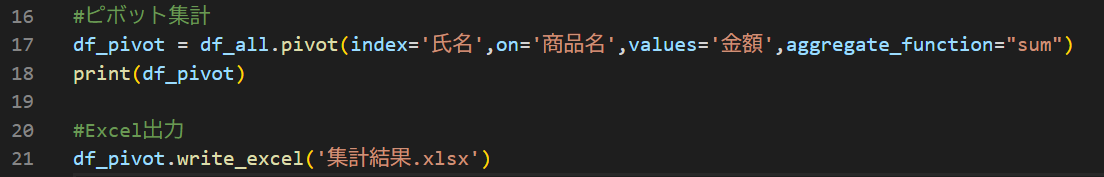 16 #ピボット集計
17 df_pivot = df_all.pivot(index='氏名',on='商品名',values='金額',aggregate_function="sum")
18 print(df_pivot)
19
20 #Excel出力
21 df_pivot.write_excel('集計結果.xlsx')